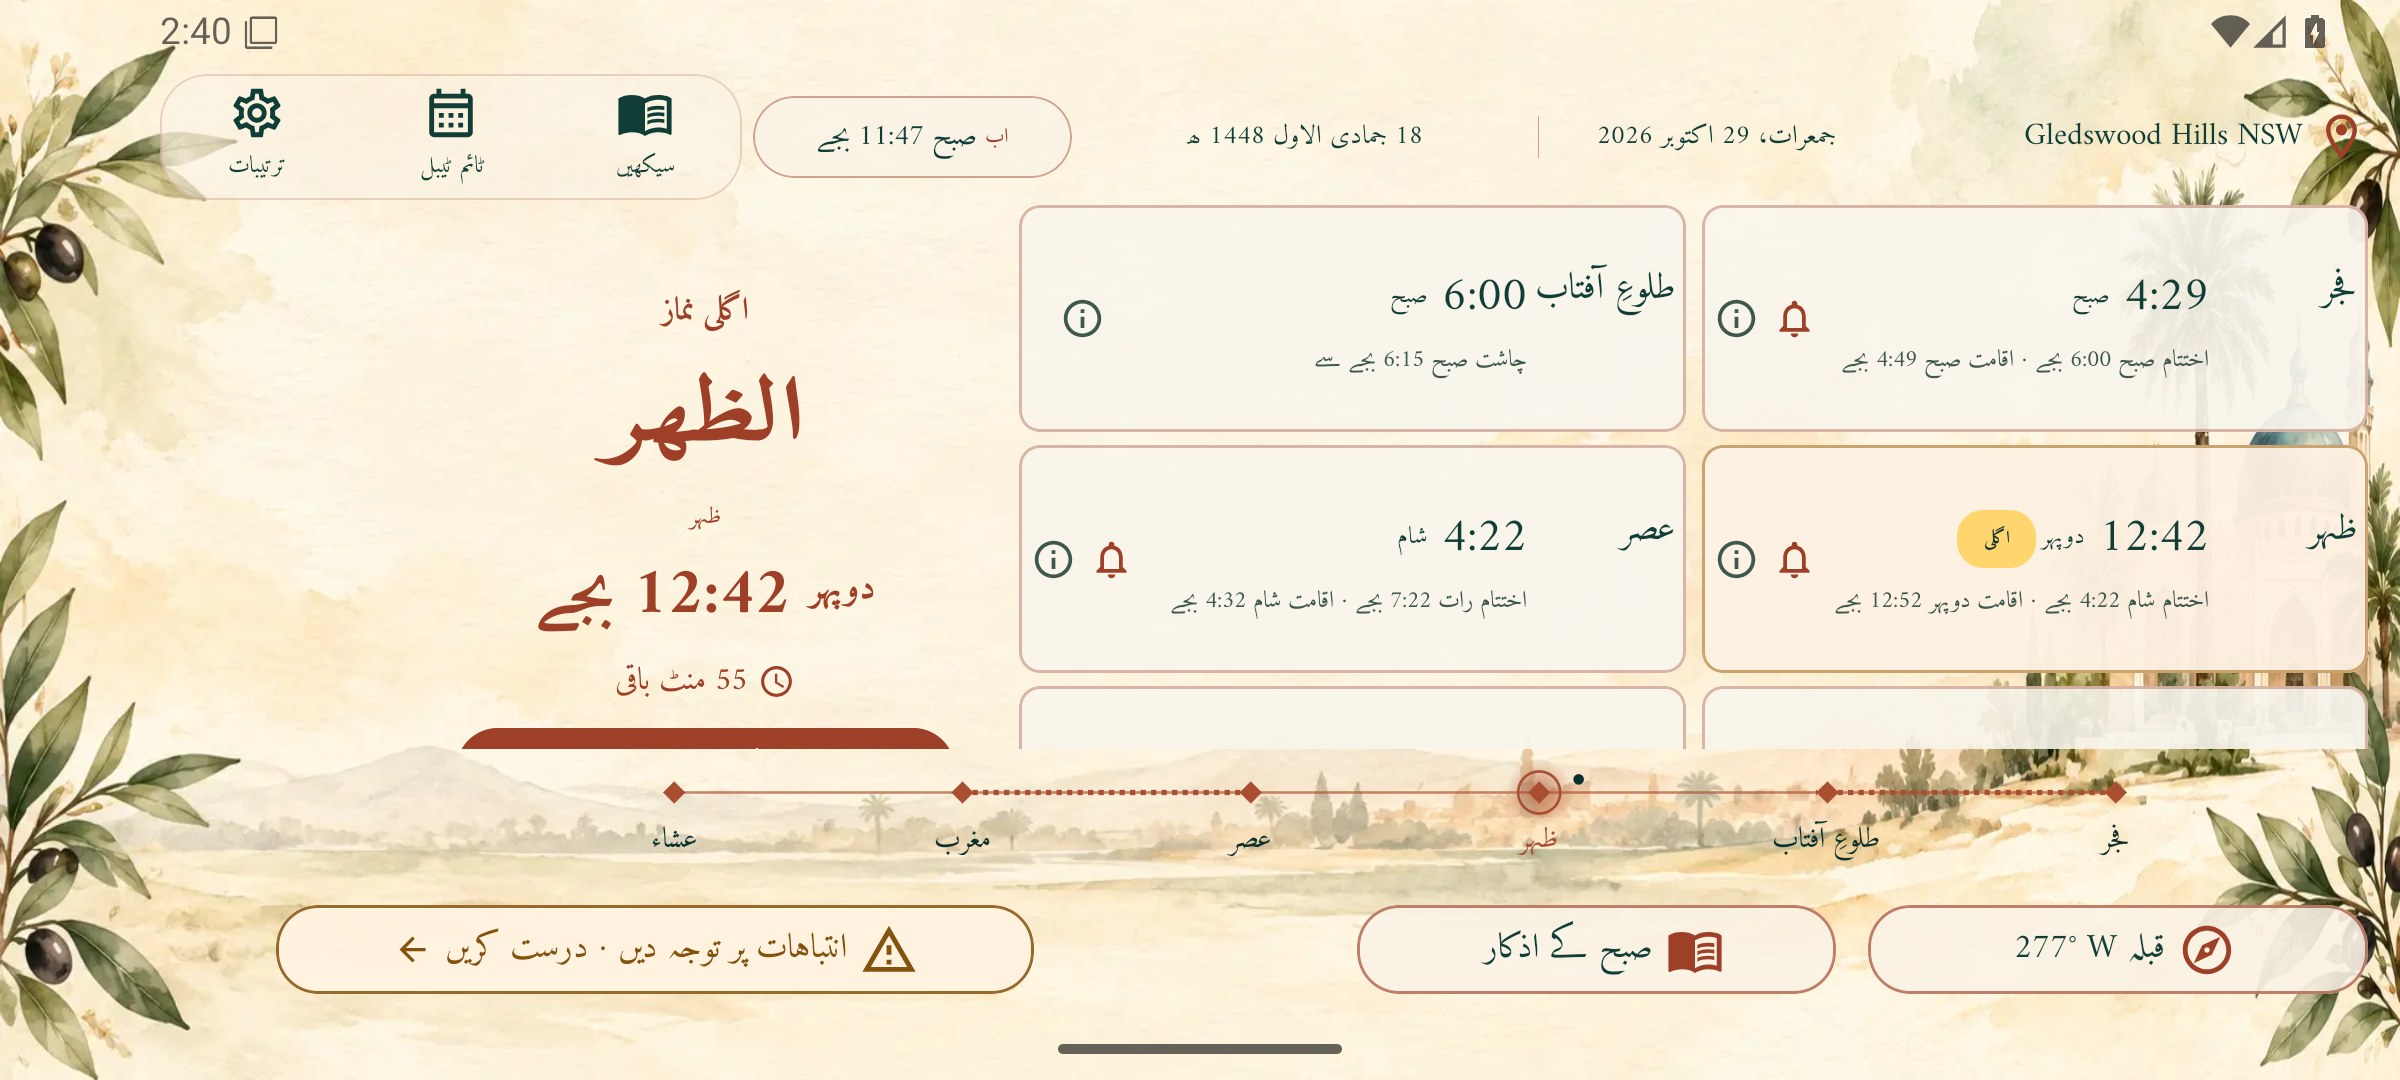 2:40
Gledswood Hills NSW
جمعرات، 29 اکتوبر 2026
18 جمادی الاول 1448 ھ
اب صبح 11:47 بجے
سیکھیں
ٹائم ٹیبل
ترتیبات
فجر
4:29 صبح
اختتام صبح 6:00 بجے · اقامت صبح 4:49 بجے
طلوعِ آفتاب
6:00 صبح
چاشت صبح 6:15 بجے سے
ظہر
12:42 دوپہر
اگلی
اختتام شام 4:22 بجے · اقامت دوپہر 12:52 بجے
عصر
4:22 شام
اختتام رات 7:22 بجے · اقامت شام 4:32 بجے
اگلی نماز
الظهر
ظہر
دوپہر 12:42 بجے
55 منٹ باقی
فجر
طلوعِ آفتاب
ظہر
عصر
مغرب
عشاء
قبلہ 277° W
صبح کے اذکار
انتباہات پر توجہ دیں · درست کریں ←